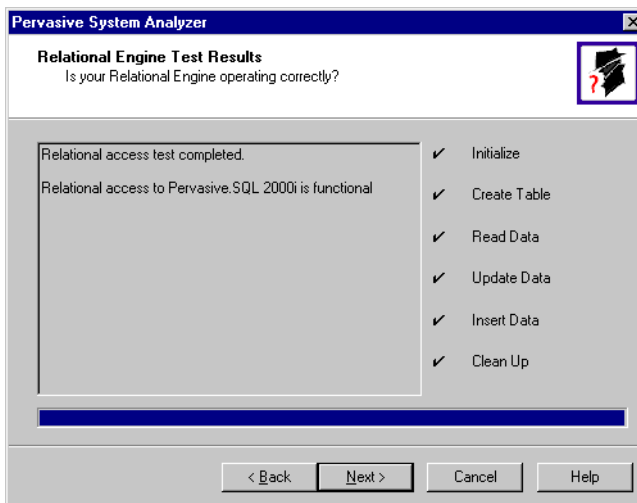 Pervasive System Analyzer
Relational Engine Test Results
Is your Relational Engine operating correctly?
?
Relational access test completed.
Relational access to Pervasive.SQL 2000i is functional
Initialize
Create Table
Read Data
Update Data
Insert Data
Clean Up
< Back
Next >
Cancel
Help